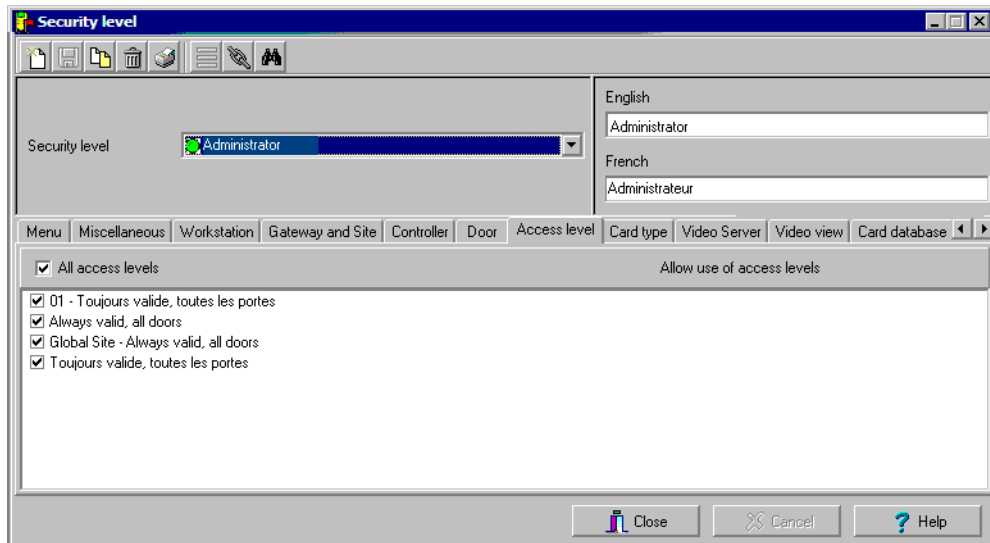 Security level
English
Administrator
Security level
Administrator
French
Administrateur
Menu Miscellaneous Workstation Gateway and Site Controller Door Access level Card type Video Server Video view Card database
All access levels Allow use of access levels
01 - Toujours valide, toutes les portes
Always valid, all doors
Global Site - Always valid, all doors
Toujours valide, toutes les portes
Close Cancel Help